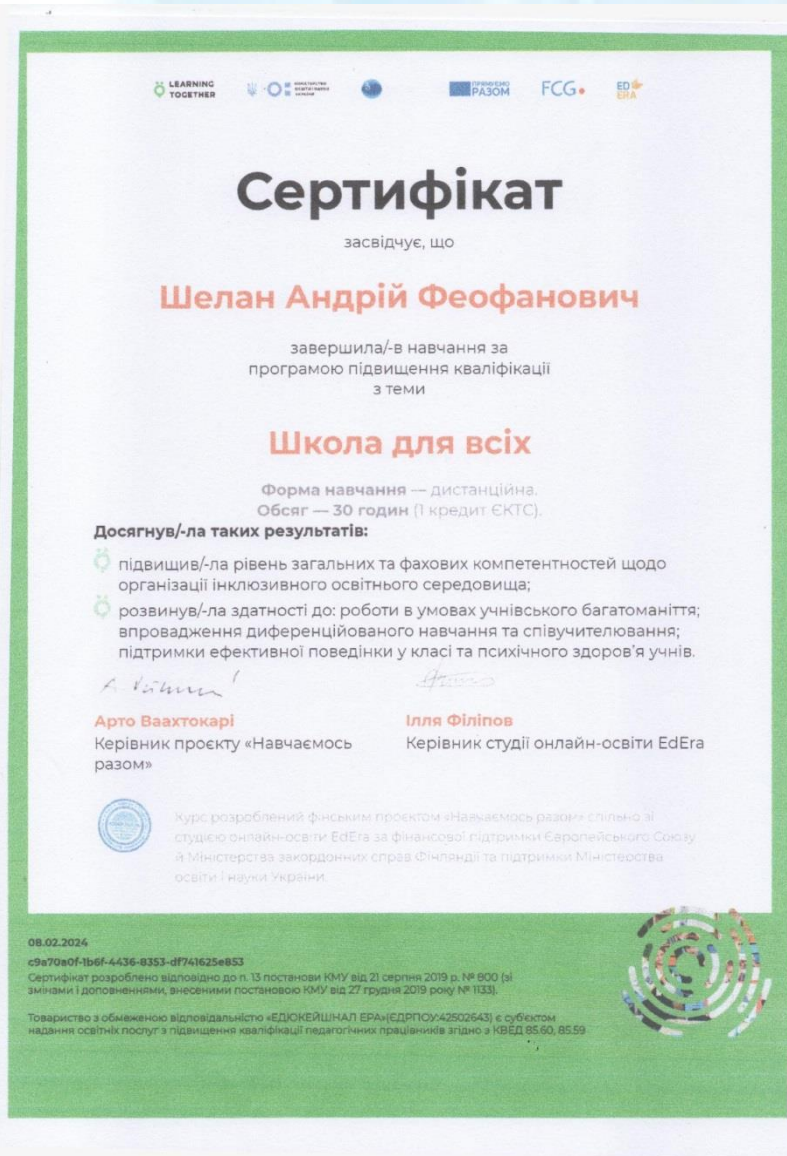 LEARNING
TOGETHER
МІНІСТЕРСТВО
ОСВІТИ І НАУКИ
УКРАЇНИ
ПРЯМУЄМО
РАЗОМ
FCG
ED
ERA
Сертифікат
засвідчує, що
Шелан Андрій Феофанович
завершила/-в навчання за
програмою підвищення кваліфікації
з теми
Школа для всіх
Форма навчання — дистанційна.
Обсяг — 30 годин (1 кредит ЄКТС).
Досягнув/-ла таких результатів:
підвищив/-ла рівень загальних та фахових компетентностей щодо
організації інклюзивного освітнього середовища;
розвинув/-ла здатності до: роботи в умовах учнівського багатоманіття;
впровадження диференційованого навчання та співучителювання;
підтримки ефективної поведінки у класі та психічного здоров'я учнів.
Арто Ваахтокарі
Керівник проєкту «Навчаємось
разом»
Ілля Філіпов
Керівник студії онлайн-освіти EdEra
Курс розроблений фінським проєктом «Навчаємось разом» спільно зі
студією онлайн-освіти EdEra за фінансової підтримки Європейського Союзу
й Міністерства закордонних справ Фінляндії та підтримки Міністерства
освіти і науки України.
08.02.2024
c9a70a0f-1b6f-4436-8353-df741625e853
Сертифікат розроблено відповідно до п. 13 постанови КМУ від 21 серпня 2019 р. № 800 (зі
змінами і доповненнями, внесеними постановою КМУ від 27 грудня 2019 року № 1133).
Товариство з обмеженою відповідальністю «ЕДЮКЕЙШНАЛ ЕРА»(ЄДРПОУ:42502643) є суб'єктом
надання освітніх послуг з підвищення кваліфікації педагогічних працівників згідно з КВЕД 85.60, 85.59